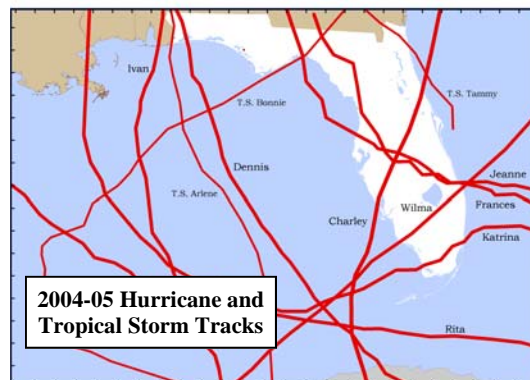 Ivan
T.S. Bonnie
T.S. Tammy
Dennis
T.S. Arlene
Jeanne
Charley
Wilma
Frances
Katrina
2004-05 Hurricane and
Tropical Storm Tracks
Rita